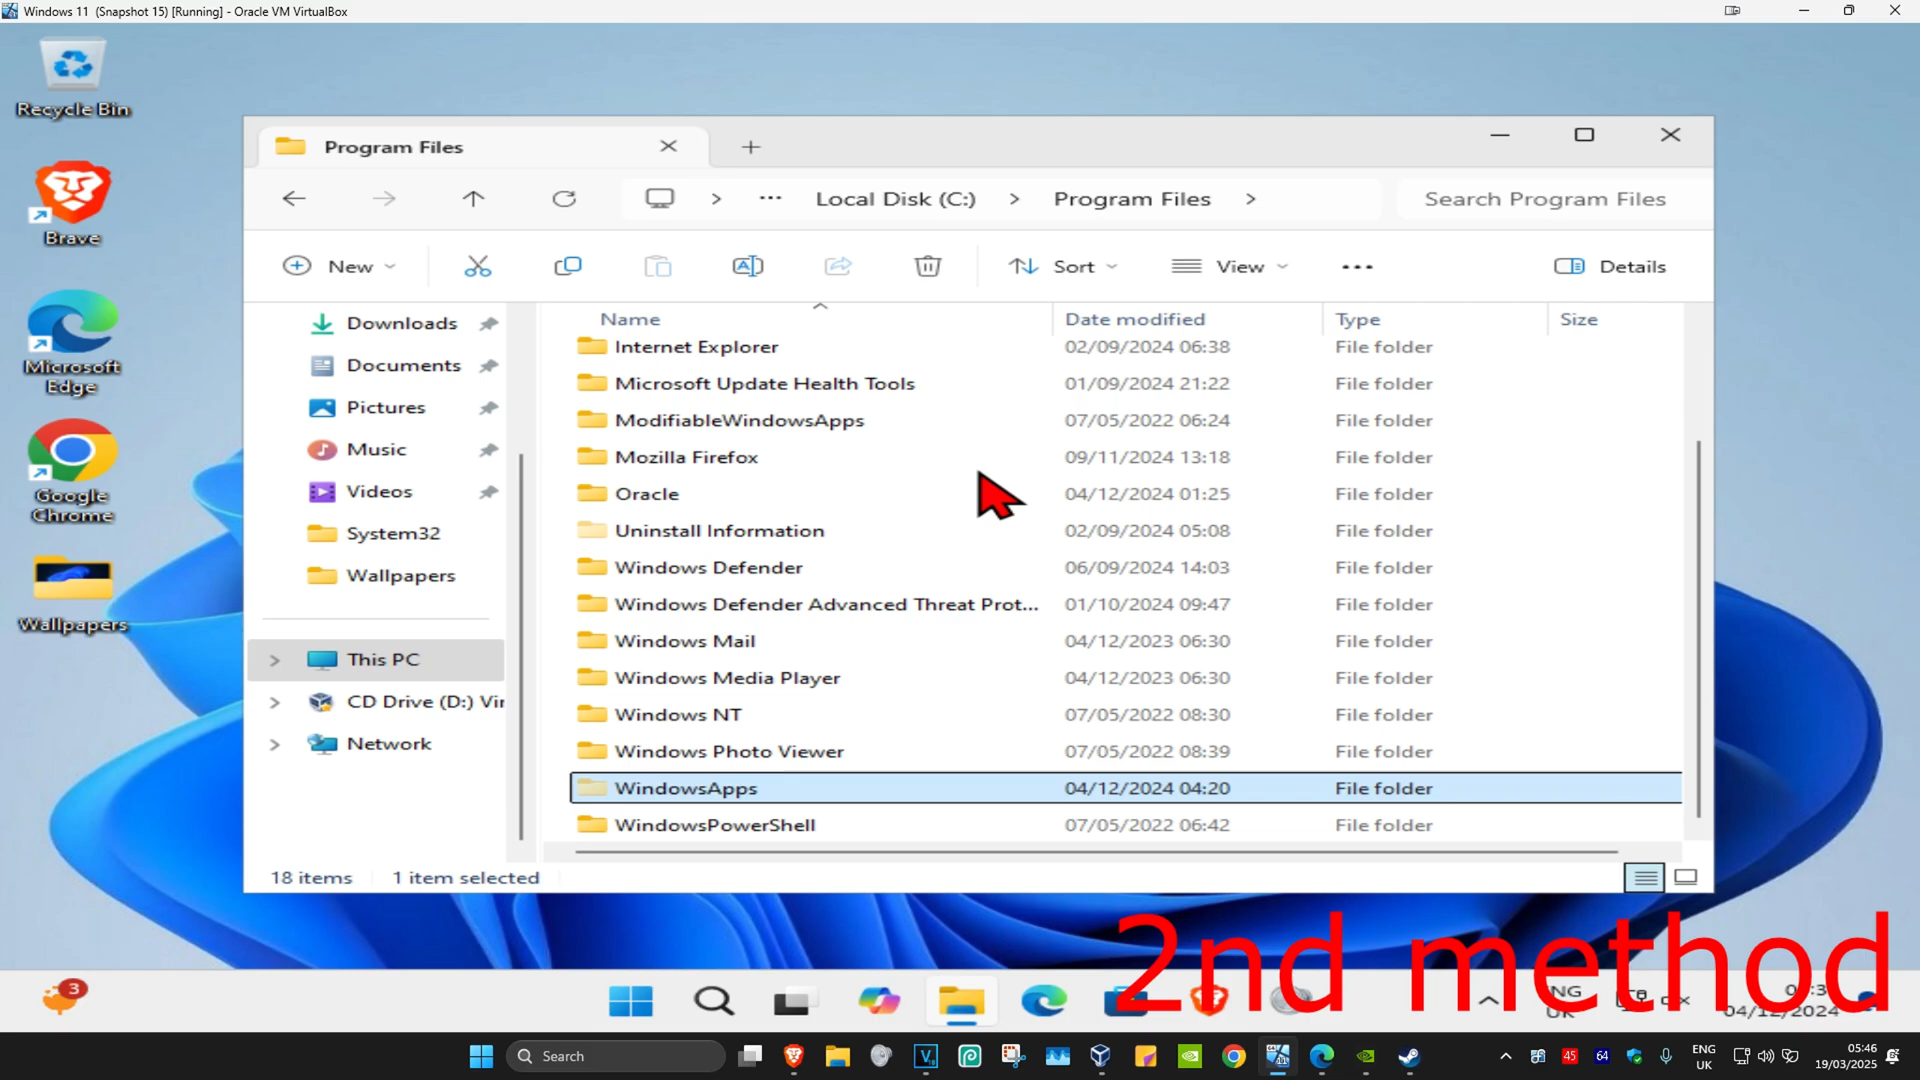 Windows 11 (Snapshot 15) [Running] - Oracle VM VirtualBox
Recycle Bin
Brave
Microsoft
Edge
Google
Chrome
Wallpapers
Program Files
Local Disk (C:) > Program Files >
Search Program Files
New
Sort
View
Details
Downloads
Documents
Pictures
Music
Videos
System32
Wallpapers
This PC
CD Drive (D:) Vir
Network
Name Date modified Type Size
Internet Explorer 02/09/2024 06:38 File folder
Microsoft Update Health Tools 01/09/2024 21:22 File folder
ModifiableWindowsApps 07/05/2022 06:24 File folder
Mozilla Firefox 09/11/2024 13:18 File folder
Oracle 04/12/2024 01:25 File folder
Uninstall Information 02/09/2024 05:08 File folder
Windows Defender 06/09/2024 14:03 File folder
Windows Defender Advanced Threat Prot... 01/10/2024 09:47 File folder
Windows Mail 04/12/2023 06:30 File folder
Windows Media Player 04/12/2023 06:30 File folder
Windows NT 07/05/2022 08:30 File folder
Windows Photo Viewer 07/05/2022 08:39 File folder
WindowsApps 04/12/2024 04:20 File folder
WindowsPowerShell 07/05/2022 06:42 File folder
18 items 1 item selected
2nd method
3
ENG
UK
04/12/2024
Search
45
64
ENG
UK
05:46
19/03/2025